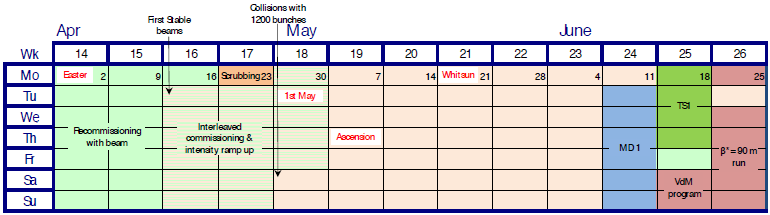 First Stable
beams
Collisions with
1200 bunches
Apr
May
June
Wk 14 15 16 17 18 19 20 21 22 23 24 25 26
Mo Easter 2 9 16 Scrubbing 23 30 7 14 Whitsun 21 28 4 11 18 25
Tu 1st May TS1
We
Th Recommissioning Interleaved Ascension
with beam commissioning &
intensity ramp up
MD 1
Fr β* = 90 m
run
Sa VdM
program
Su